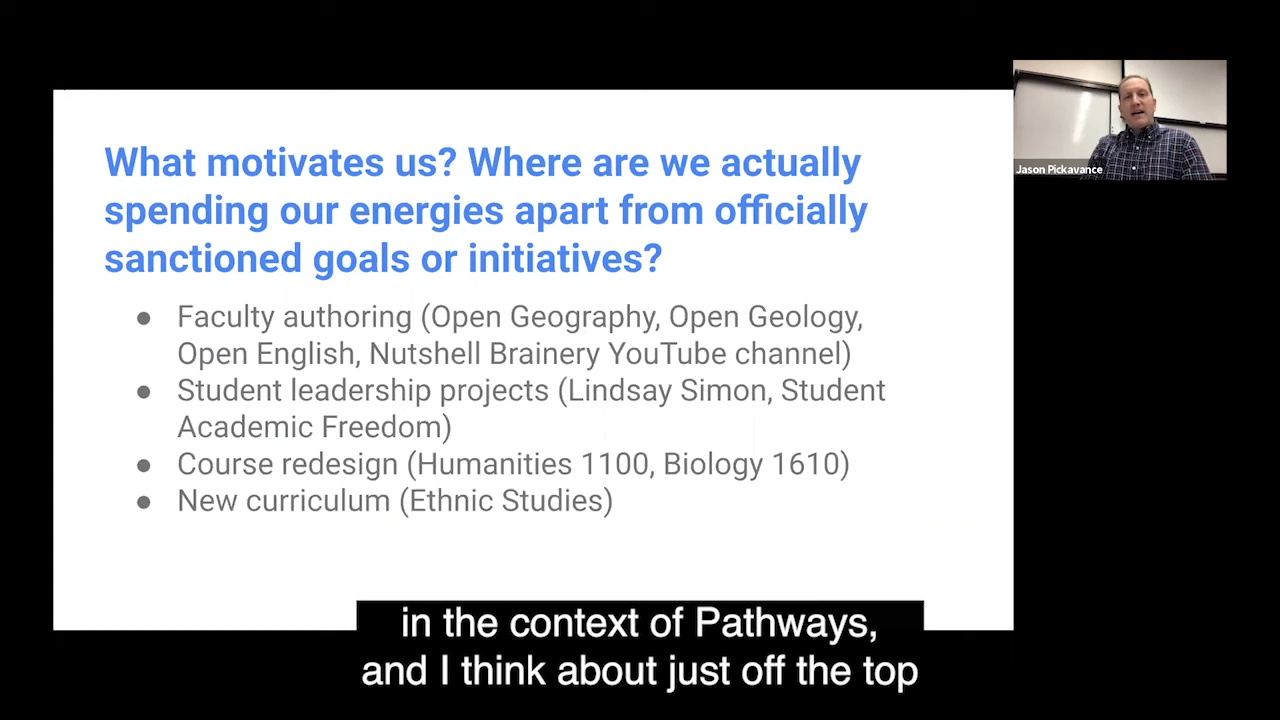 What motivates us? Where are we actually
spending our energies apart from officially
sanctioned goals or initiatives?
● Faculty authoring (Open Geography, Open Geology,
Open English, Nutshell Brainery YouTube channel)
● Student leadership projects (Lindsay Simon, Student
Academic Freedom)
● Course redesign (Humanities 1100, Biology 1610)
● New curriculum (Ethnic Studies)
Jason Pickavance
in the context of Pathways,
and I think about just off the top